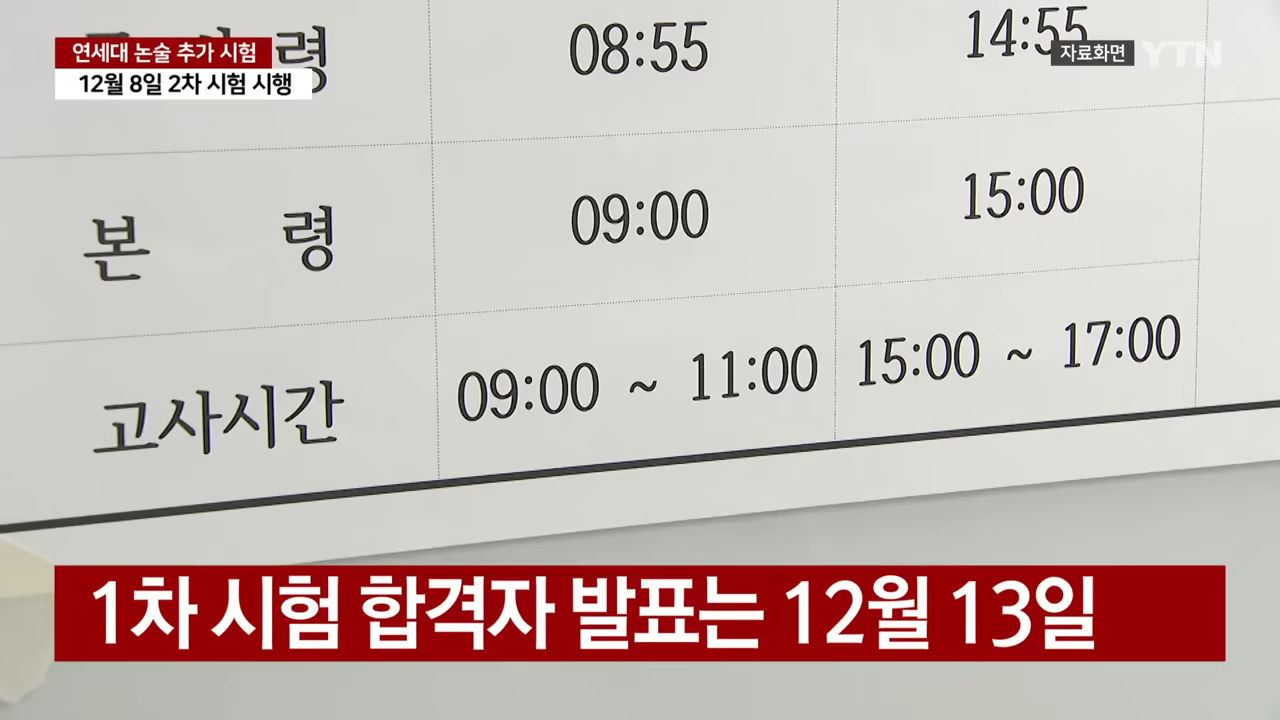 연세대 논술 추가 시험
12월 8일 2차 시험 시행
자료화면 YTN
령 08:55 14:55
본 령 09:00 15:00
고사시간 09:00 ~ 11:00 15:00 ~ 17:00
1차 시험 합격자 발표는 12월 13일